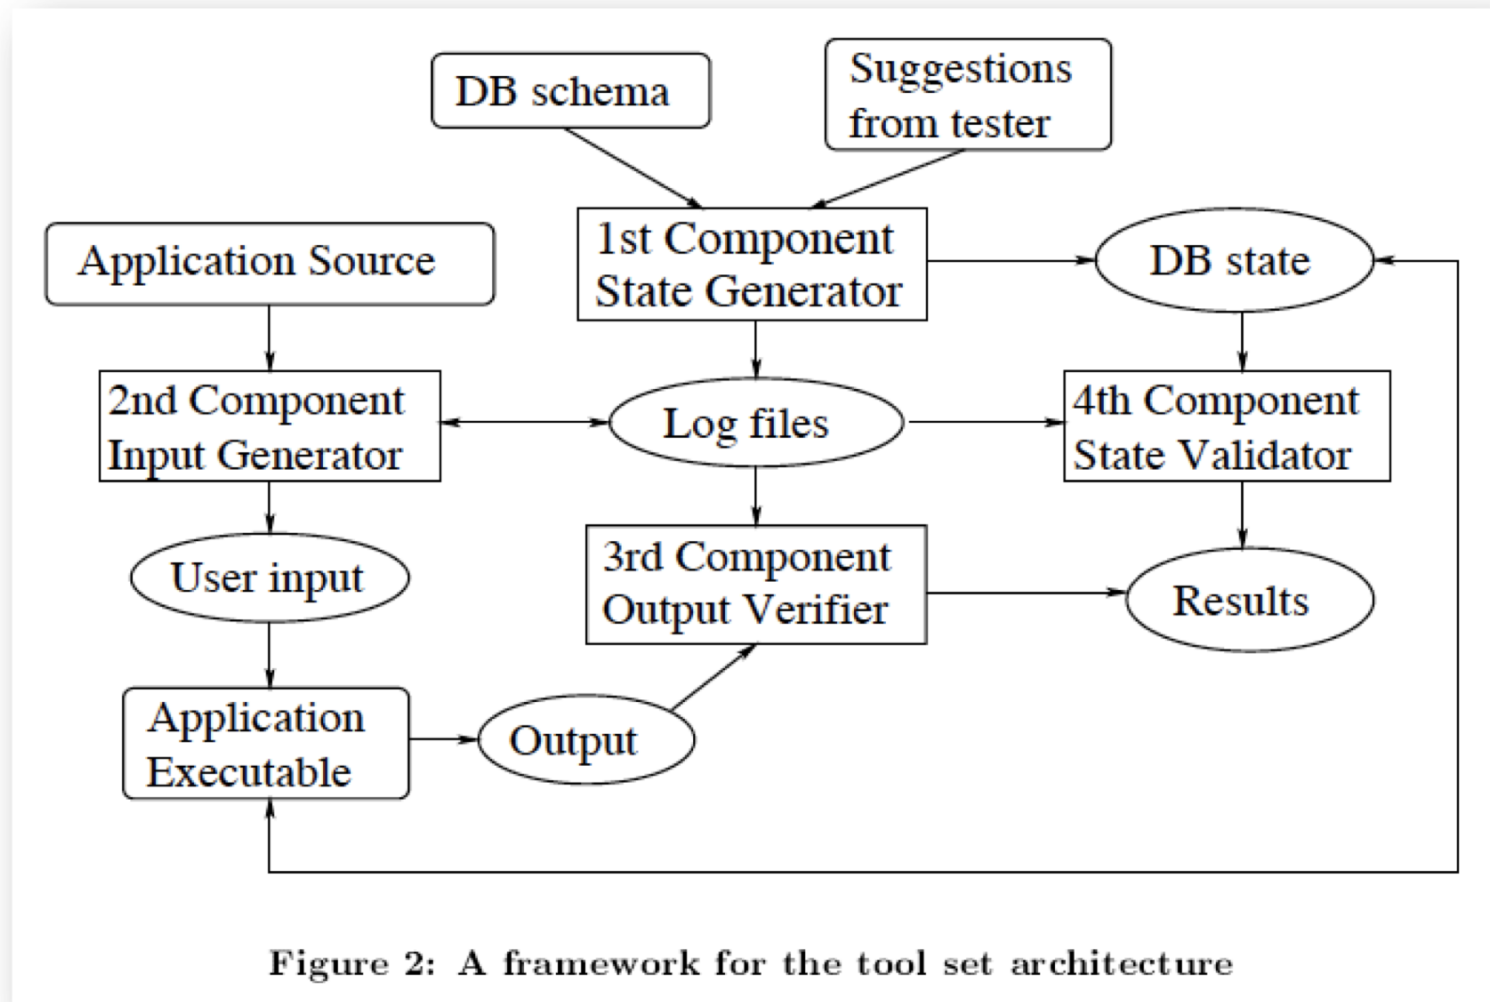 DB schema
Suggestions
from tester
Application Source
1st Component
State Generator
DB state
2nd Component
Input Generator
Log files
4th Component
State Validator
User input
3rd Component
Output Verifier
Results
Application
Executable
Output
Figure 2: A framework for the tool set architecture